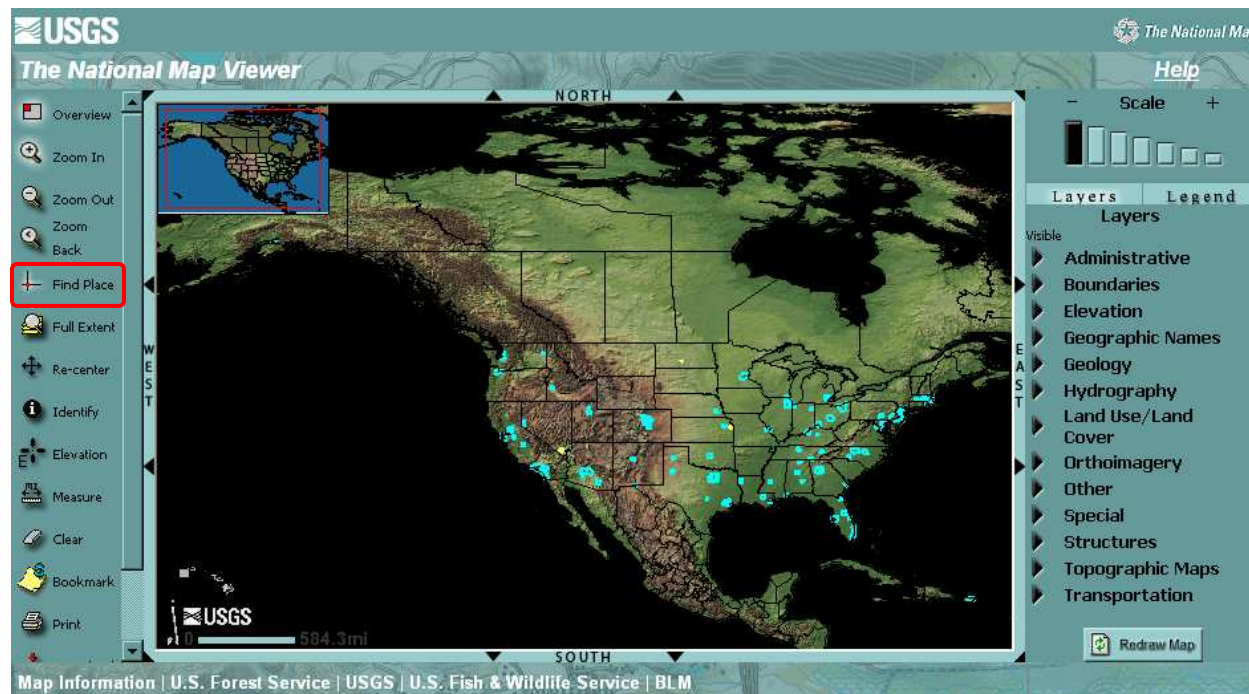 USGS
The National Ma
The National Map Viewer
Help
Overview
Zoom In
Zoom Out
Zoom
Back
Find Place
Full Extent
Re-center
Identify
Elevation
Measure
Clear
Bookmark
Print
NORTH
WEST
EAST
SOUTH
USGS
0 584.3mi
- Scale +
Layers Legend
Layers
Visible
Administrative
Boundaries
Elevation
Geographic Names
Geology
Hydrography
Land Use/Land
Cover
Orthoimagery
Other
Special
Structures
Topographic Maps
Transportation
Redraw Map
Map Information | U.S. Forest Service | USGS | U.S. Fish & Wildlife Service | BLM